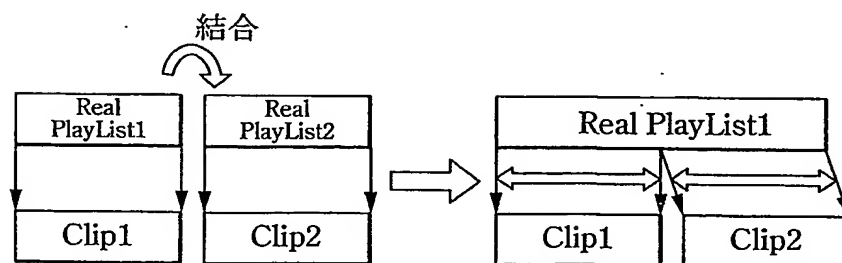 結合
Real
PlayList1
Real
PlayList2
Clip1
Clip2
Real PlayList1
Clip1
Clip2